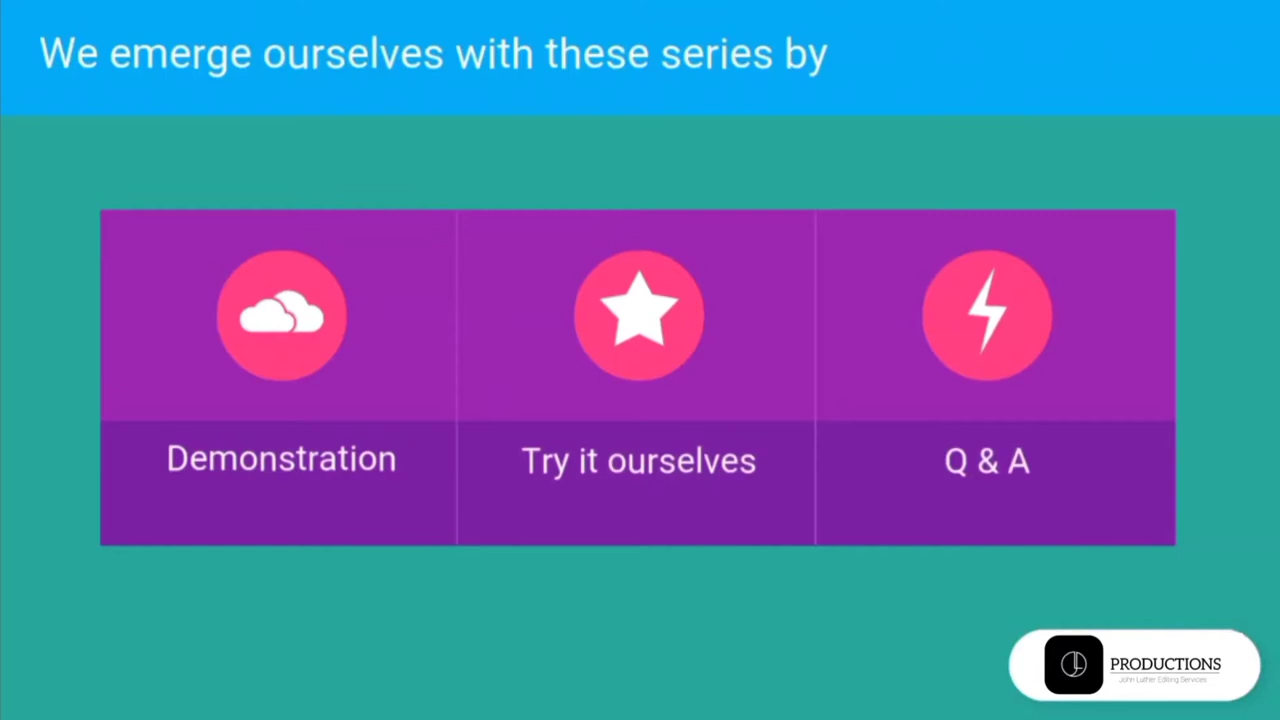 We emerge ourselves with these series by
Demonstration
Try it ourselves
Q & A
PRODUCTIONS
John Luther Editing Services